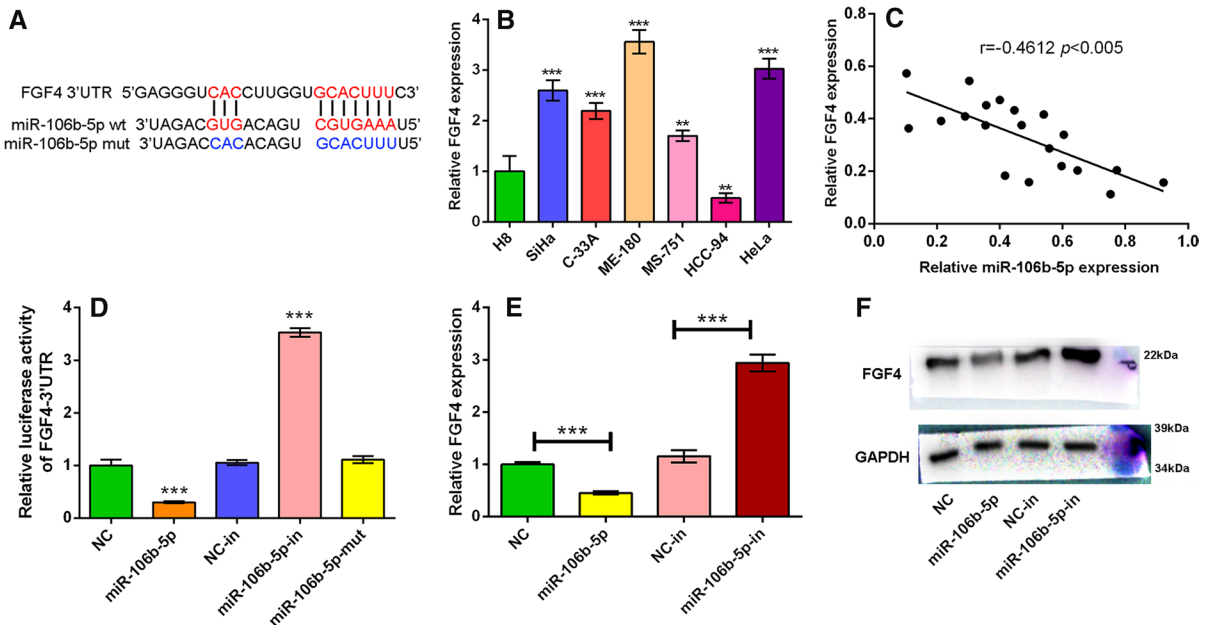 A
FGF4 3'UTR 5'GAGGGUCACCUUGGUGCACUUUC3'
miR-106b-5p wt 3'UAGACGUGACAGU CGUGAAAU5'
miR-106b-5p mut 3'UAGACCACACAGU GCACUUUU5'
B
Relative FGF4 expression
4
3
2
1
0
***
***
***
**
**
***
H8
SiHa
C-33A
ME-180
MS-751
HCC-94
HeLa
C
Relative FGF4 expression
0.8
0.6
0.4
0.2
0.0
r=-0.4612 p<0.005
0.0 0.2 0.4 0.6 0.8 1.0
Relative miR-106b-5p expression
D
Relative luciferase activity
of FGF4-3'UTR
4
3
2
1
0
***
***
NC
miR-106b-5p
NC-in
miR-106b-5p-in
miR-106b-5p-mut
E
Relative FGF4 expression
4
3
2
1
0
***
***
NC
miR-106b-5p
NC-in
miR-106b-5p-in
F
FGF4
22kDa
GAPDH
39kDa
34kDa
NC
miR-106b-5p
NC-in
miR-106b-5p-in